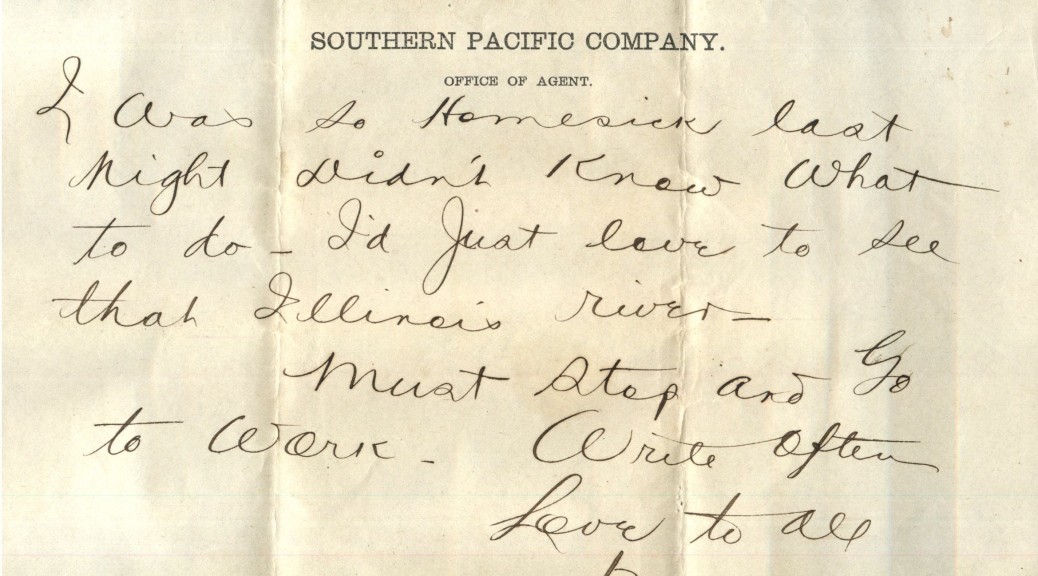 SOUTHERN PACIFIC COMPANY.
OFFICE OF AGENT.
I Was so Homesick last
Night Didn't Know What
to do - I'd Just love to see
that Illinois river -
Must Stop and Go
to Work - Write Often
Love to all